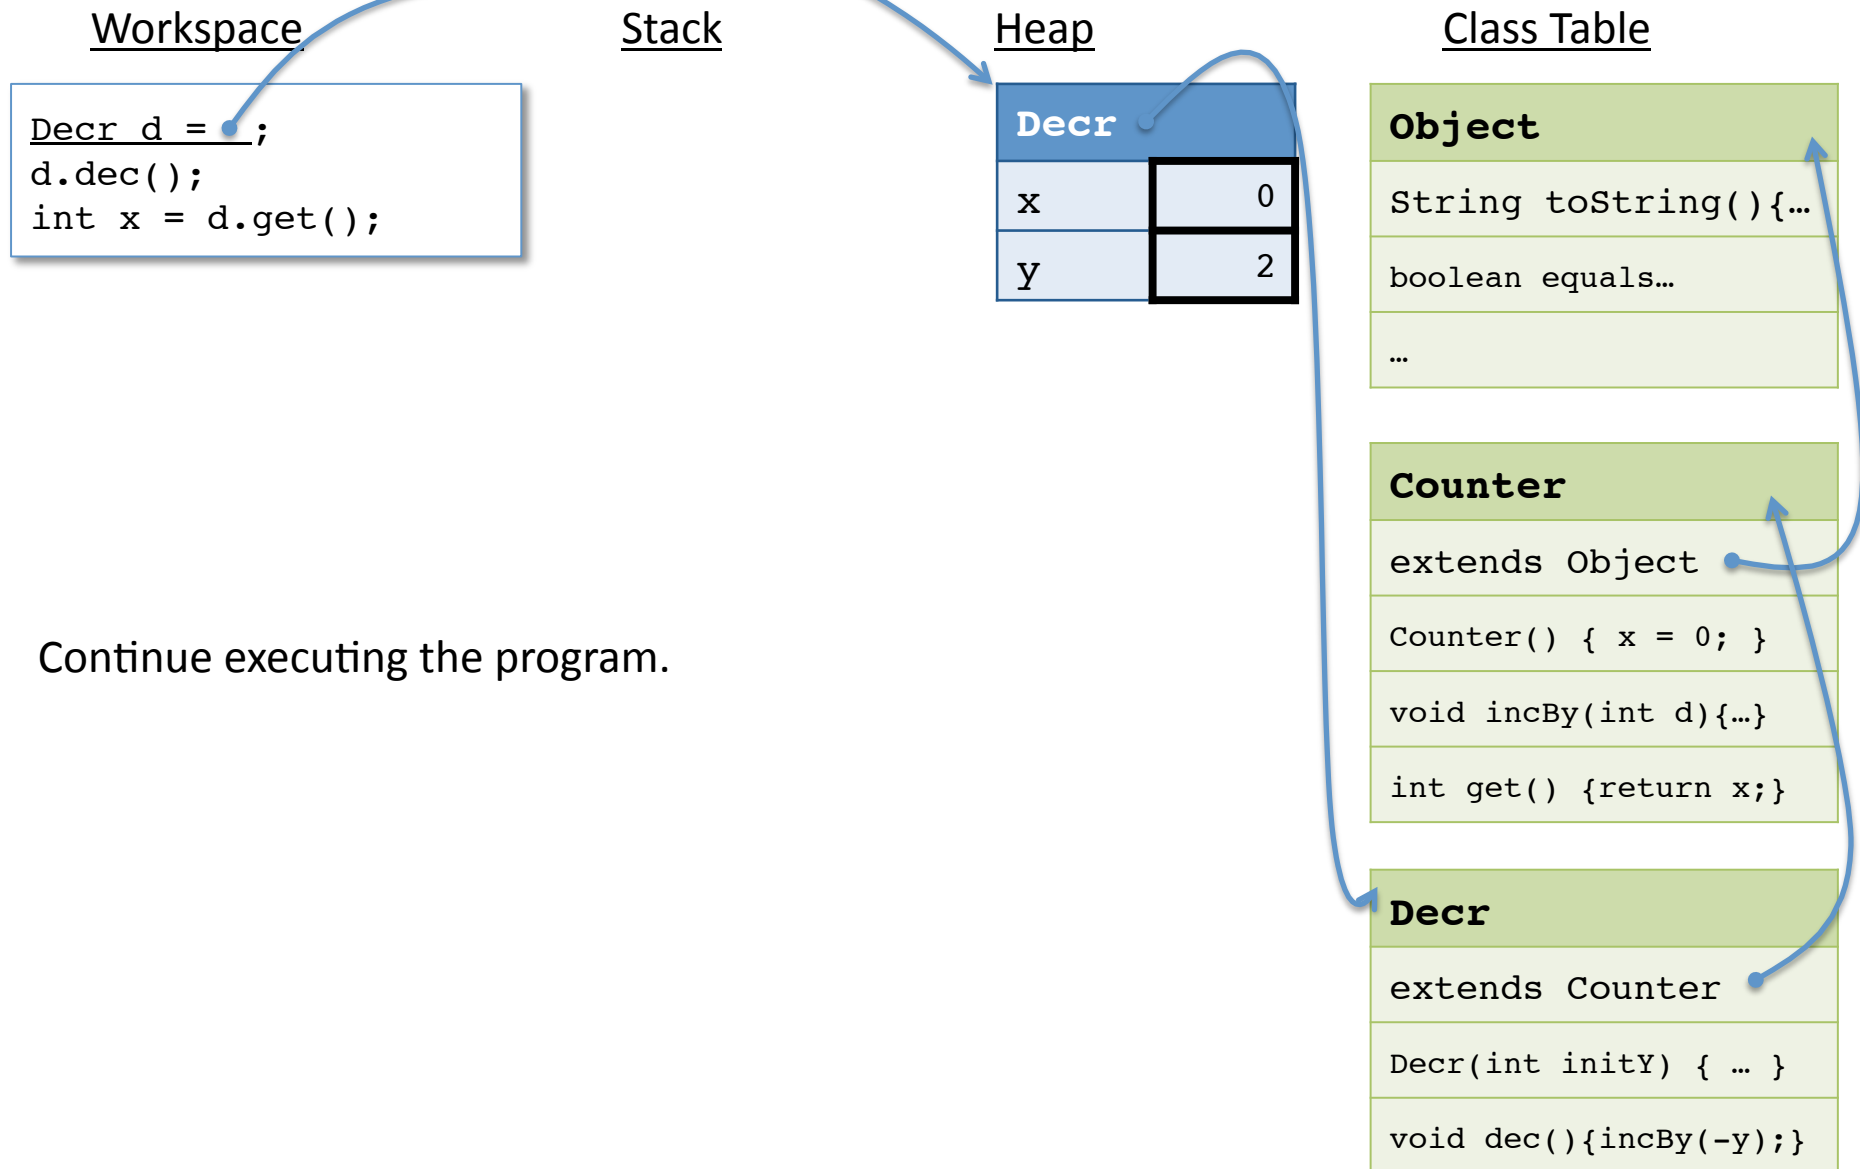 Workspace
Stack
Heap
Class Table
Decr d = ;
d.dec();
int x = d.get();
Decr
x 0
y 2
Object
String toString(){…
boolean equals…
…
Counter
extends Object
Counter() { x = 0; }
void incBy(int d){…}
int get() {return x;}
Continue executing the program.
Decr
extends Counter
Decr(int initY) { … }
void dec(){incBy(-y);}